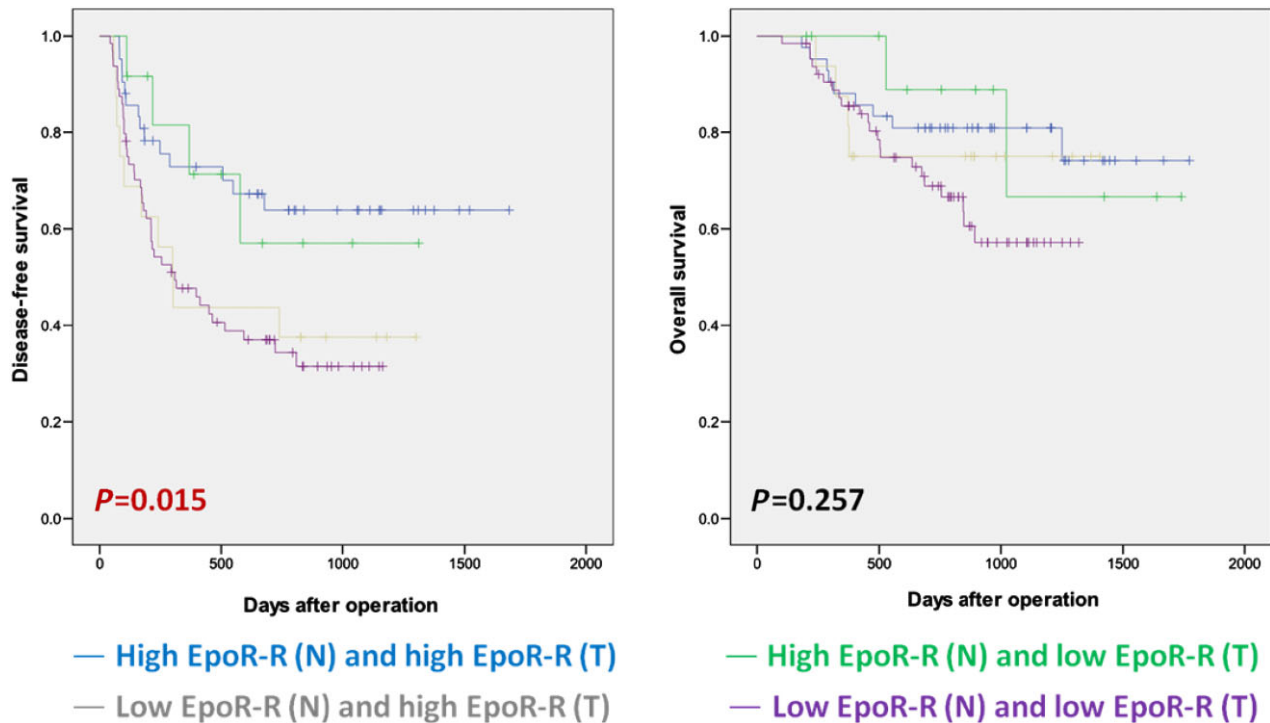 Disease-free survival
1.0
0.8
0.6
0.4
0.2
0.0
P=0.015
0 500 1000 1500 2000
Days after operation
Overall survival
1.0
0.8
0.6
0.4
0.2
0.0
P=0.257
0 500 1000 1500 2000
Days after operation
High EpoR-R (N) and high EpoR-R (T)
High EpoR-R (N) and low EpoR-R (T)
Low EpoR-R (N) and high EpoR-R (T)
Low EpoR-R (N) and low EpoR-R (T)